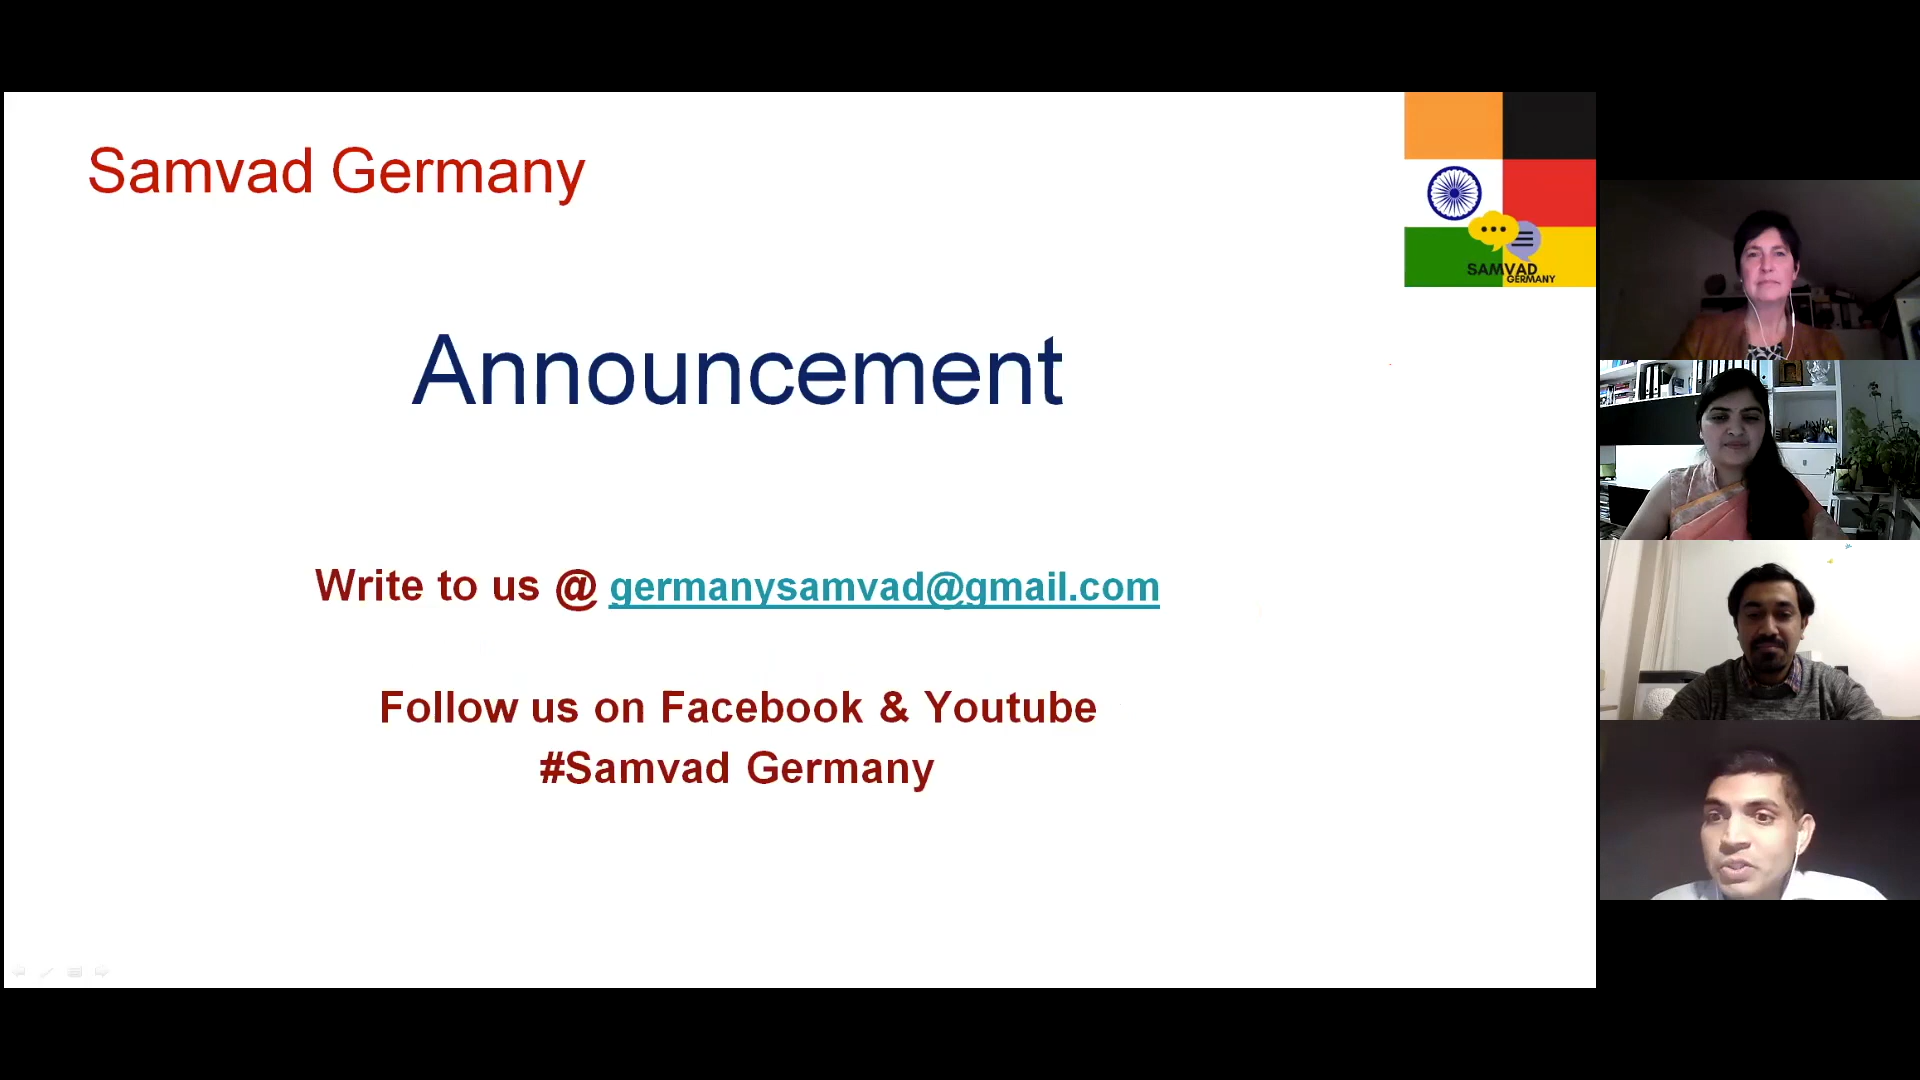 Samvad Germany
SAMVAD
GERMANY
Announcement
Write to us @ germanysamvad@gmail.com
Follow us on Facebook & Youtube
#Samvad Germany